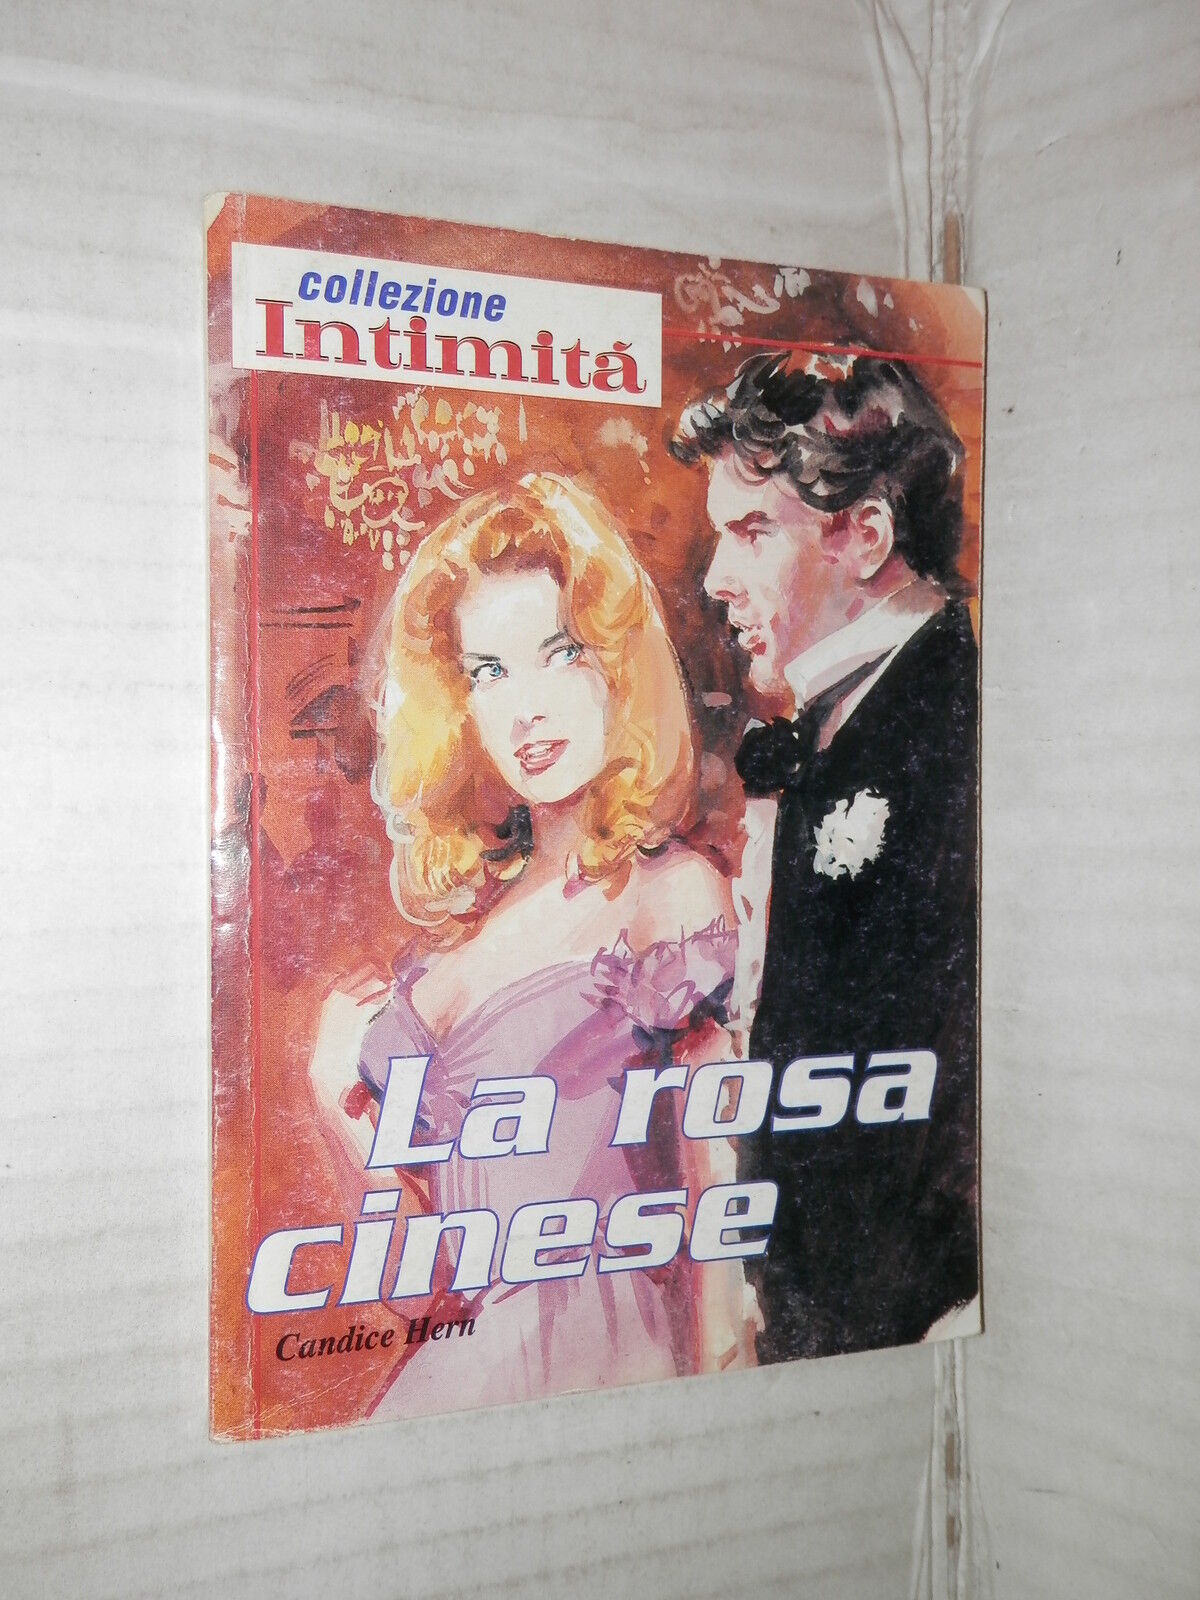 collezione
Intimità
La rosa
cinese
Candice Hern